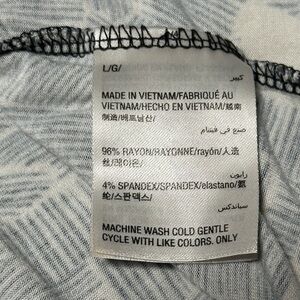 L/G/
كبير
MADE IN VIETNAM/FABRIQUÉ AU
VIETNAM/HECHO EN VIETNAM/越南
制造/베트남산/
صنع في فيتنام
96% RAYON/RAYONNE/rayón/人造
丝/레이온/
رايون
4% SPANDEX/SPANDEX/elastano/氨
纶/스판덱스/
سباندكس
MACHINE WASH COLD GENTLE
CYCLE WITH LIKE COLORS. ONLY